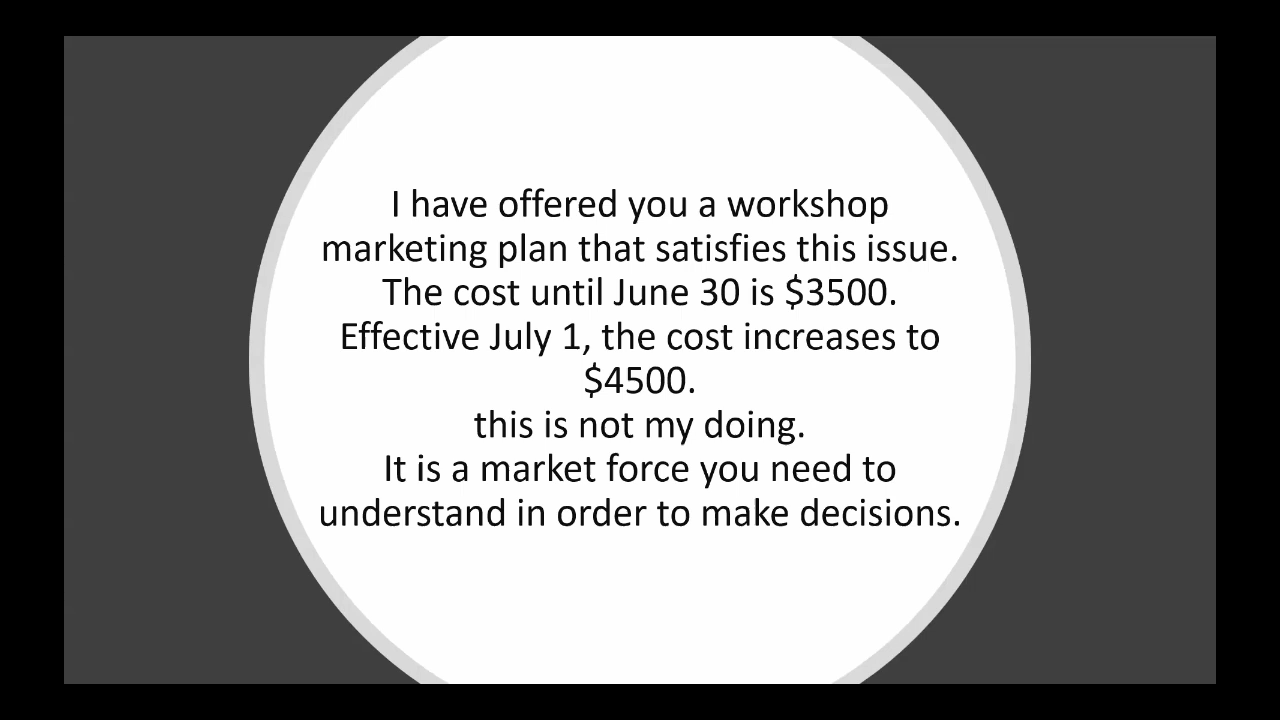 I have offered you a workshop
marketing plan that satisfies this issue.
The cost until June 30 is $3500.
Effective July 1, the cost increases to
$4500.
this is not my doing.
It is a market force you need to
understand in order to make decisions.